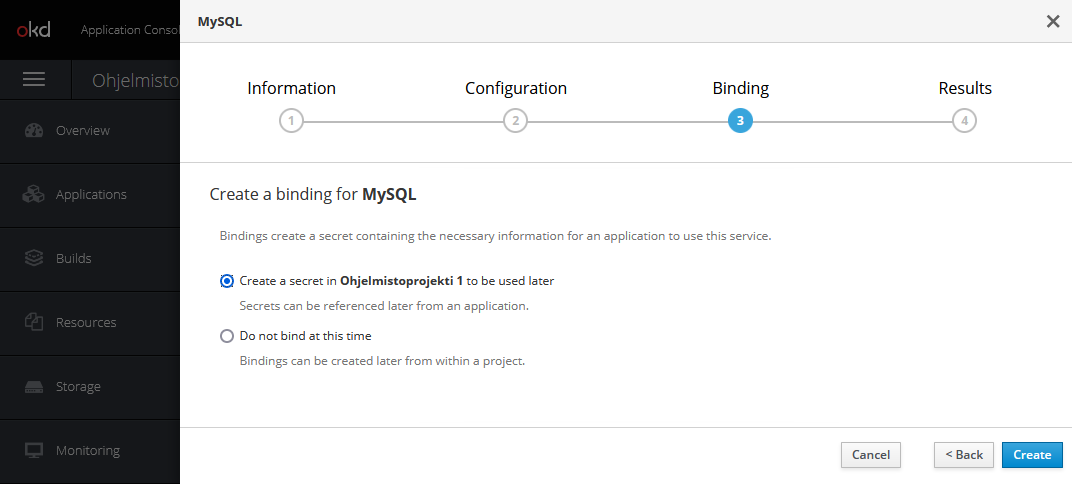 MySQL
okd
Application Consol
Ohjelmisto
Information
Configuration
Binding
Results
1
2
3
4
Overview
Applications
Builds
Resources
Storage
Monitoring
Create a binding for MySQL
Bindings create a secret containing the necessary information for an application to use this service.
Create a secret in Ohjelmistoprojekti 1 to be used later
Secrets can be referenced later from an application.
Do not bind at this time
Bindings can be created later from within a project.
Cancel
< Back
Create